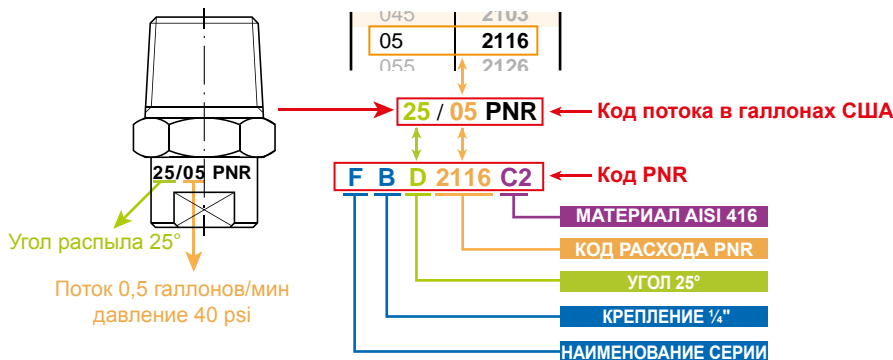 045 2103
05 2116
055 2126
25 / 05 PNR
Код потока в галлонах США
25/05 PNR
F B D 2116 C2
Код PNR
Угол распыла 25°
Поток 0,5 галлонов/мин
давление 40 psi
МАТЕРИАЛ AISI 416
КОД РАСХОДА PNR
УГОЛ 25°
КРЕПЛЕНИЕ ¼"
НАИМЕНОВАНИЕ СЕРИИ